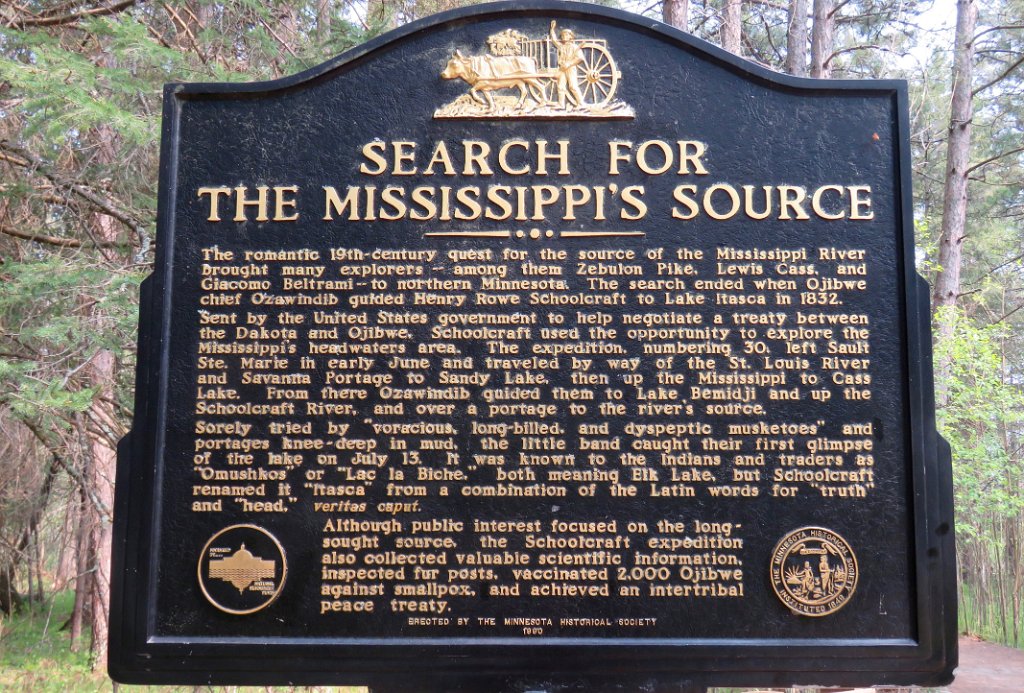 SEARCH FOR
THE MISSISSIPPI'S SOURCE
The romantic 19th-century quest for the source of the Mississippi River
Brought many explorers -- among them Zebulon Pike, Lewis Cass, and
Giacomo Beltrami -- to northern Minnesota. The search ended when Ojibwe
chief Ozawindib guided Henry Rowe Schoolcraft to Lake Itasca in 1832.
Sent by the United States government to help negotiate a treaty between
the Dakota and Ojibwe, Schoolcraft used the opportunity to explore the
Mississippi's headwaters area. The expedition, numbering 30, left Sault
Ste. Marie in early June and traveled by way of the St. Louis River
and Savanna Portage to Sandy Lake, then up the Mississippi to Cass
Lake. From there Ozawindib guided them to Lake Bemidji and up the
Schoolcraft River, and over a portage to the river's source.
Sorely tried by "voracious, long-billed, and dyspeptic musketoes" and
portages knee-deep in mud, the little band caught their first glimpse
of the lake on July 13. It was known to the Indians and traders as
"Omushkos" or "Lac la Biche," both meaning Elk Lake, but Schoolcraft
renamed it "Itasca" from a combination of the Latin words for "truth"
and "head," veritas caput.
Although public interest focused on the long-
sought source, the Schoolcraft expedition
also collected valuable scientific information,
inspected fur posts, vaccinated 2,000 Ojibwe
against smallpox, and achieved an intertribal
peace treaty.
THE MINNESOTA HISTORICAL SOCIETY
INSTITUTED 1849
ERECTED BY THE MINNESOTA HISTORICAL SOCIETY
1990